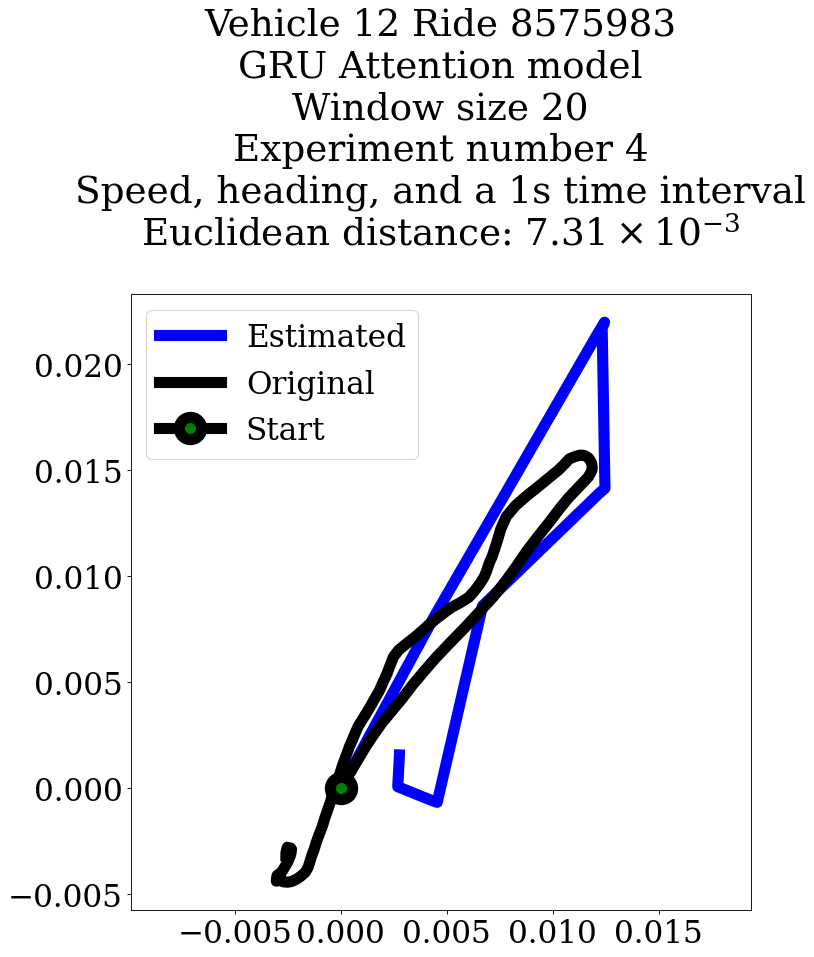 Vehicle 12 Ride 8575983
GRU Attention model
Window size 20
Experiment number 4
Speed, heading, and a 1s time interval
Euclidean distance: 7.31 × 10⁻³
Estimated
Original
Start
0.020
0.015
0.010
0.005
0.000
−0.005
−0.005 0.000 0.005 0.010 0.015